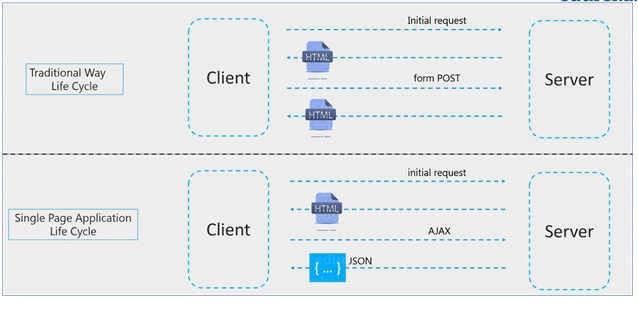 Initial request
HTML
Traditional Way
Life Cycle
Client
form POST
Server
HTML
initial request
HTML
Single Page Application
Life Cycle
Client
AJAX
Server
JSON
{ ... }